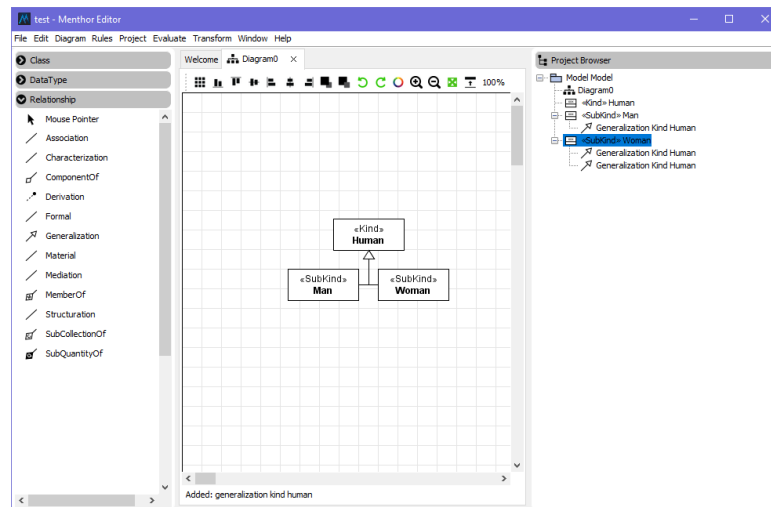 test - Menthor Editor
File Edit Diagram Rules Project Evaluate Transform Window Help
Class
DataType
Relationship
Mouse Pointer
Association
Characterization
ComponentOf
Derivation
Formal
Generalization
Material
Mediation
MemberOf
Structuration
SubCollectionOf
SubQuantityOf
Welcome Diagram0
100%
«Kind»
Human
«SubKind»
Man
«SubKind»
Woman
Added: generalization kind human
Project Browser
Model Model
Diagram0
«Kind» Human
«SubKind» Man
Generalization Kind Human
«SubKind» Woman
Generalization Kind Human
Generalization Kind Human